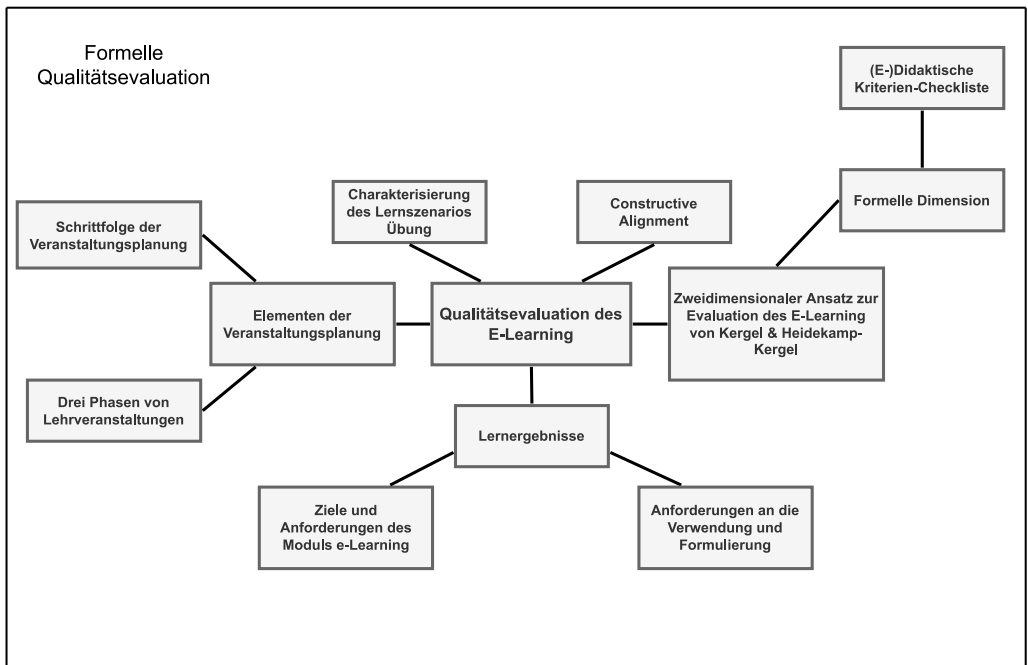 Formelle
Qualitätsevaluation
(E-)Didaktische
Kriterien-Checkliste
Formelle Dimension
Charakterisierung
des Lernszenarios
Übung
Constructive
Alignment
Schrittfolge der
Veranstaltungsplanung
Elementen der
Veranstaltungsplanung
Qualitätsevaluation des
E-Learning
Zweidimensionaler Ansatz zur
Evaluation des E-Learning
von Kergel & Heidekamp-
Kergel
Drei Phasen von
Lehrveranstaltungen
Lernergebnisse
Ziele und
Anforderungen des
Moduls e-Learning
Anforderungen an die
Verwendung und
Formulierung